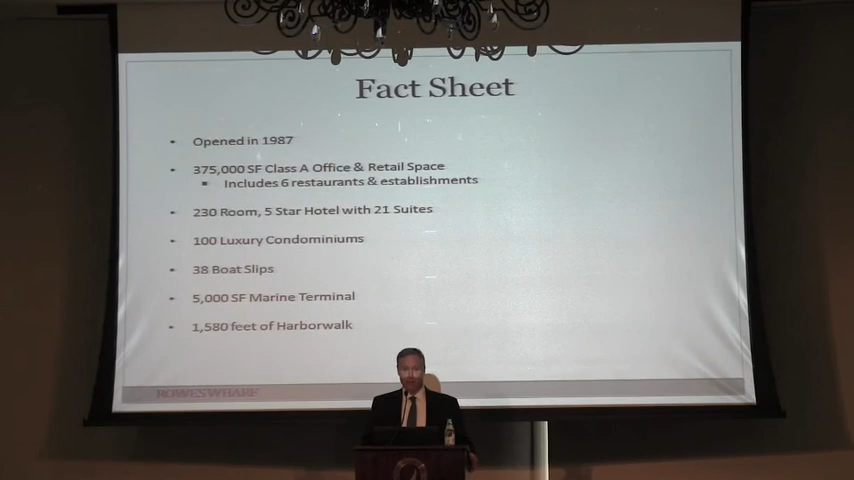 Fact Sheet
• Opened in 1987
• 375,000 SF Class A Office & Retail Space
▪ Includes 6 restaurants & establishments
• 230 Room, 5 Star Hotel with 21 Suites
• 100 Luxury Condominiums
• 38 Boat Slips
• 5,000 SF Marine Terminal
• 1,580 feet of Harborwalk
ROWES WHARF